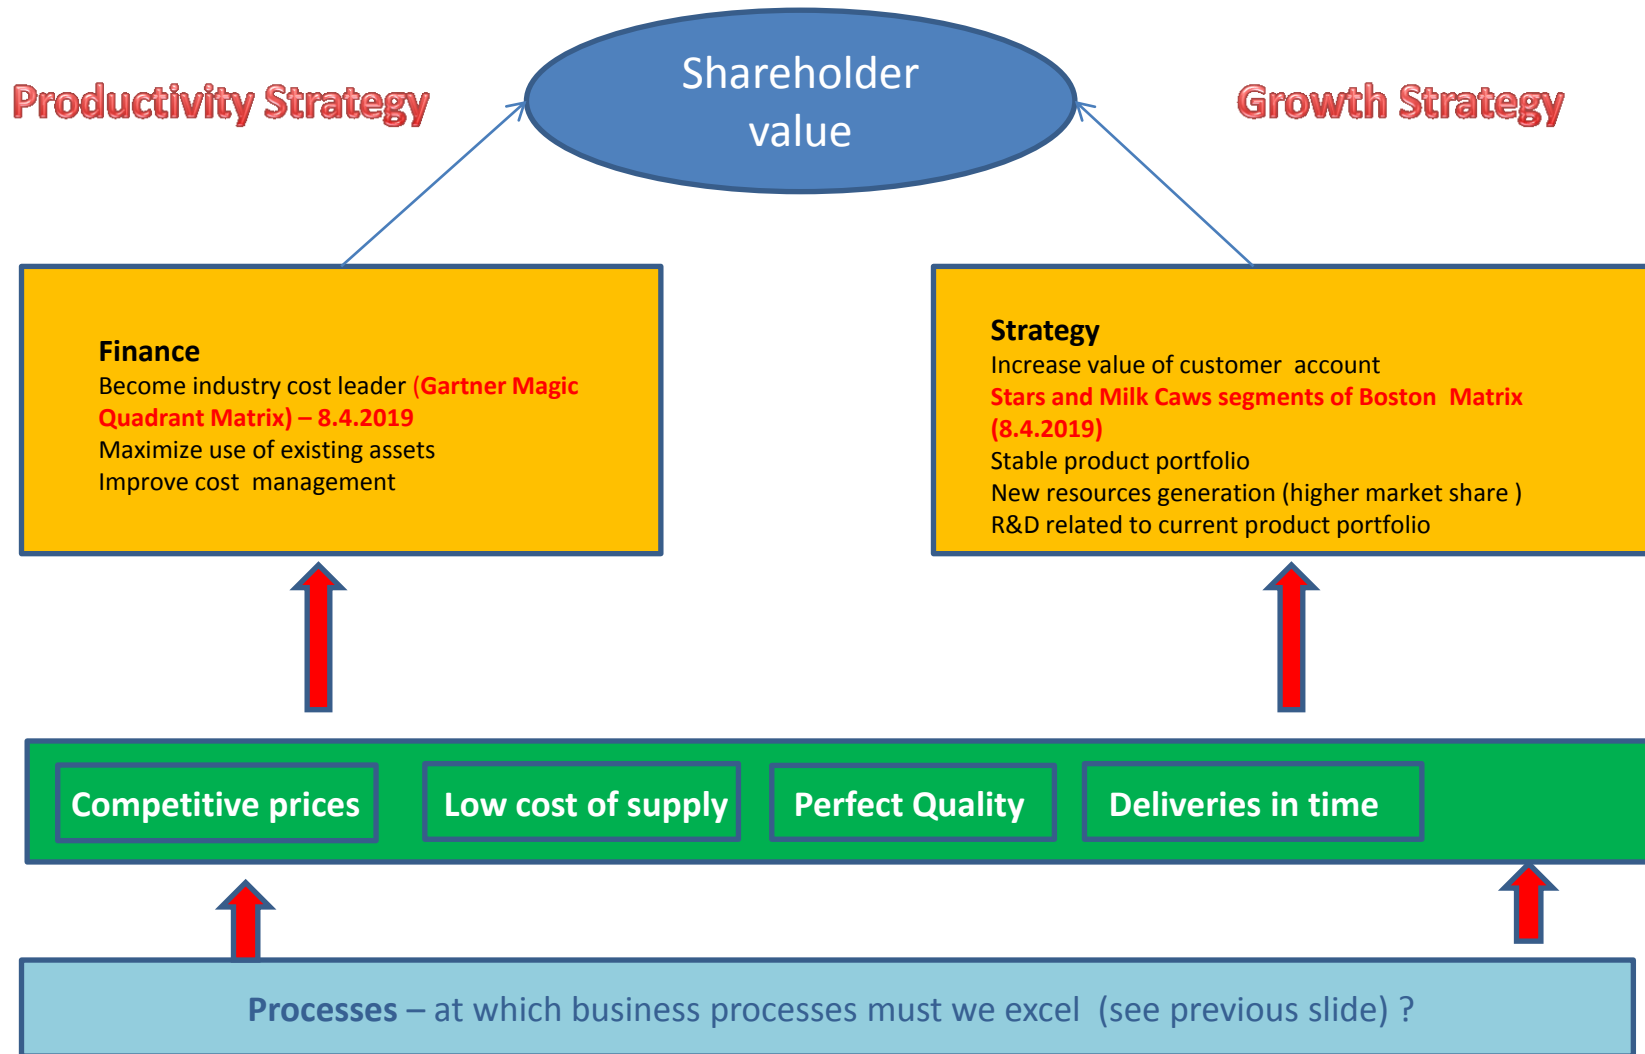 Shareholder
value
Productivity Strategy
Growth Strategy
Finance
Become industry cost leader (Gartner Magic
Quadrant Matrix) – 8.4.2019
Maximize use of existing assets
Improve cost management
Strategy
Increase value of customer account
Stars and Milk Caws segments of Boston Matrix
(8.4.2019)
Stable product portfolio
New resources generation (higher market share )
R&D related to current product portfolio
Competitive prices
Low cost of supply
Perfect Quality
Deliveries in time
Processes – at which business processes must we excel (see previous slide) ?